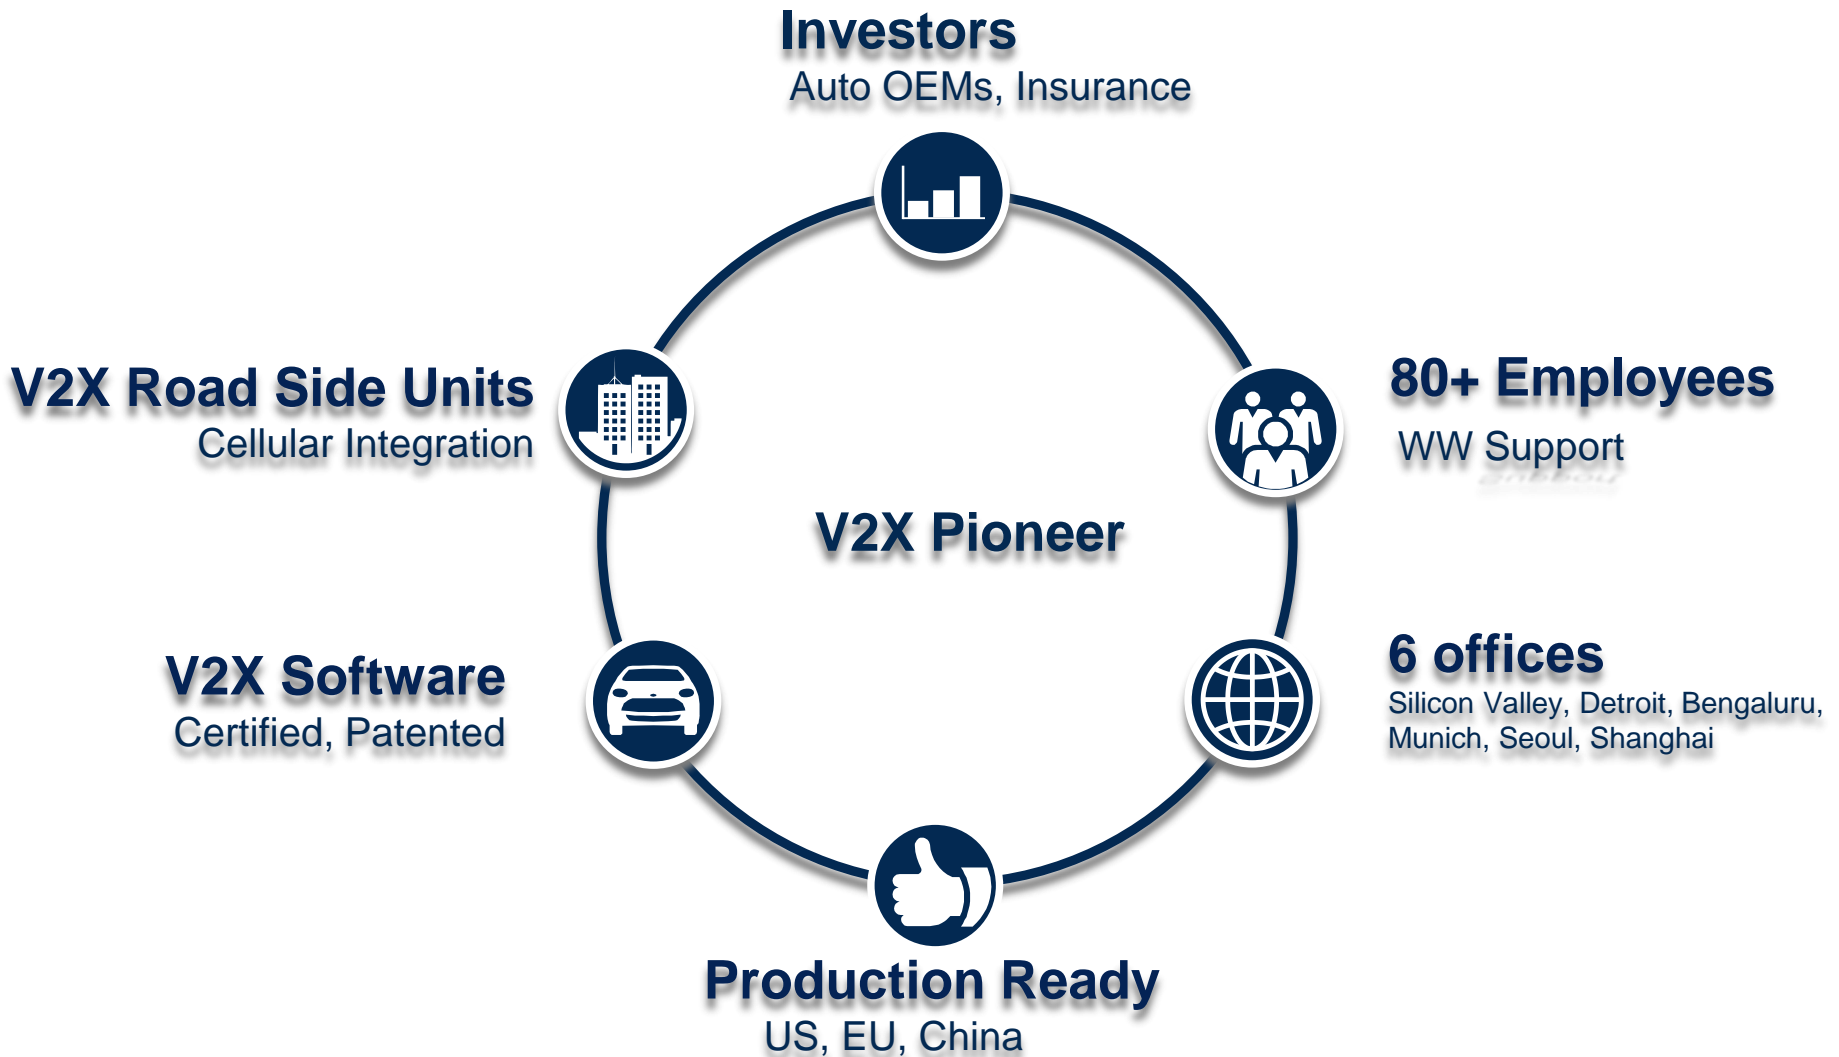 Investors
Auto OEMs, Insurance
V2X Road Side Units
Cellular Integration
80+ Employees
WW Support
V2X Pioneer
V2X Software
Certified, Patented
6 offices
Silicon Valley, Detroit, Bengaluru,
Munich, Seoul, Shanghai
Production Ready
US, EU, China